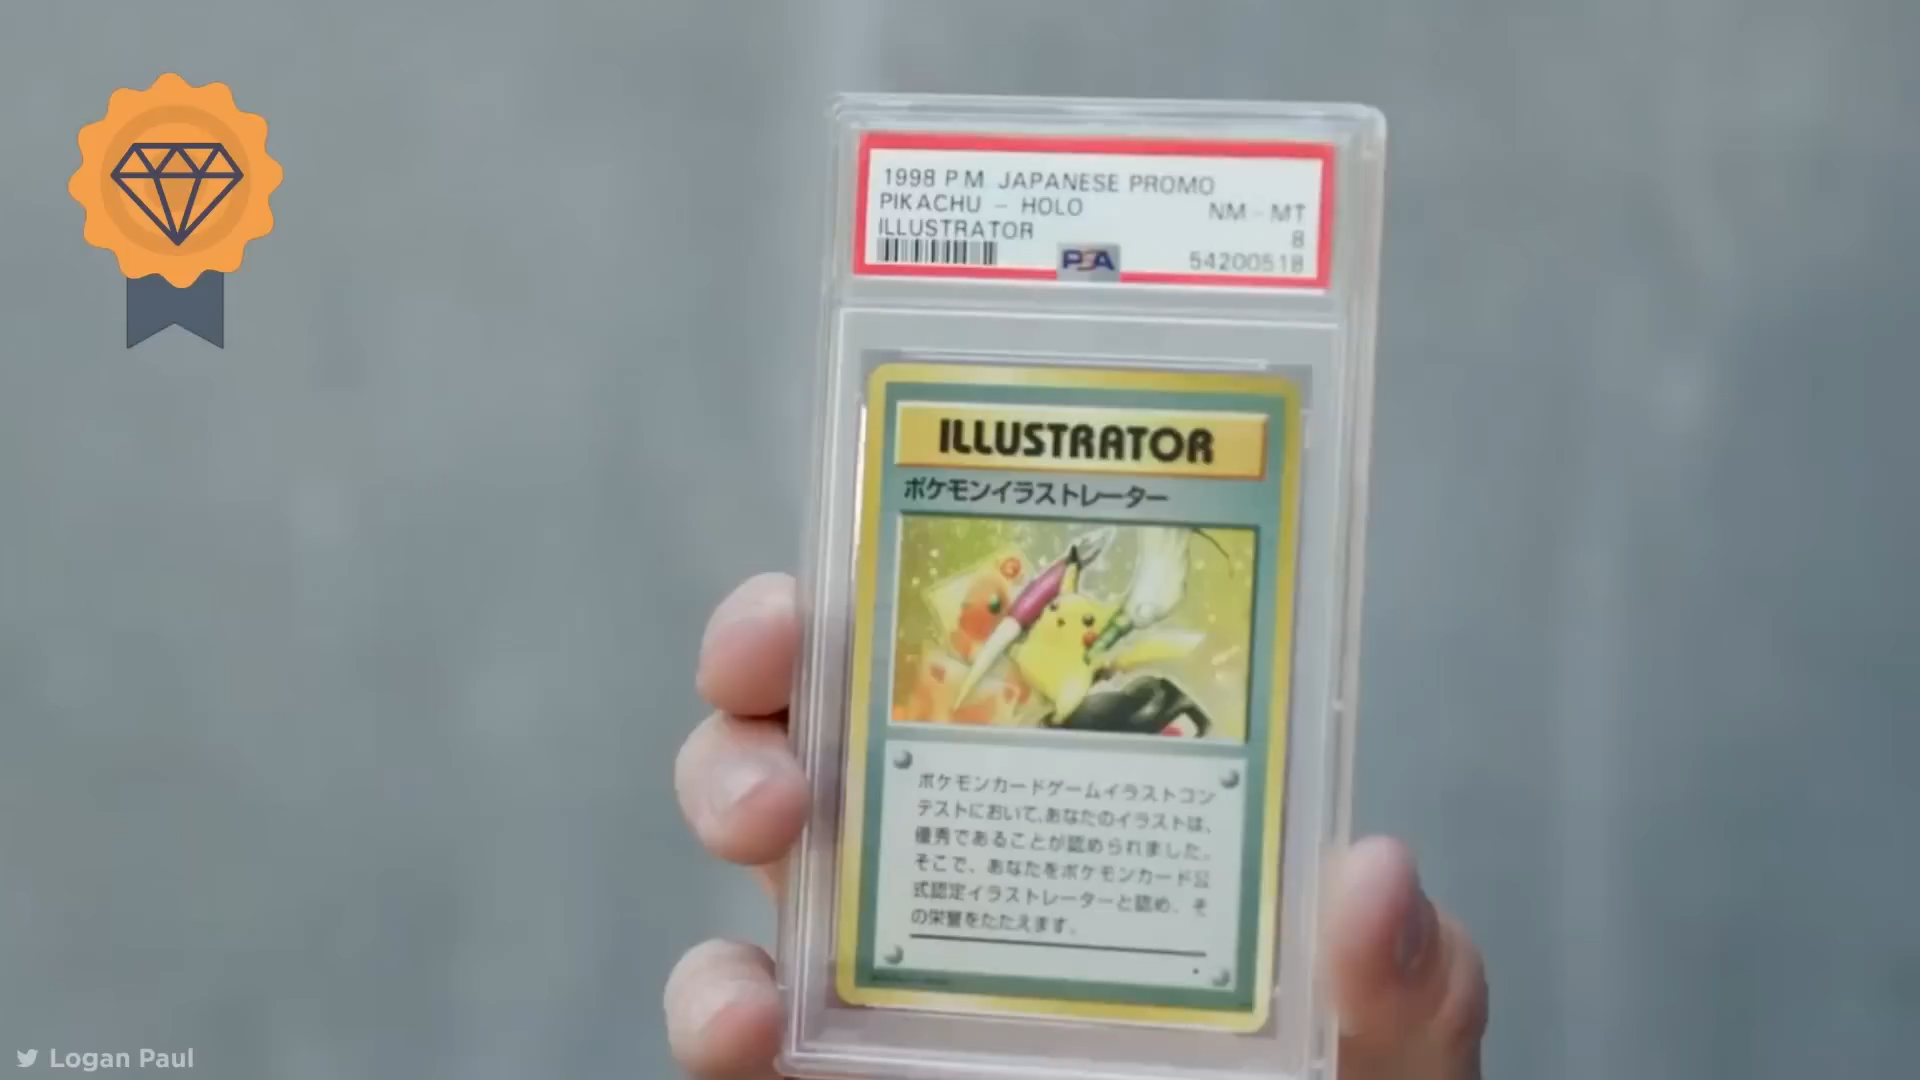 1998 P.M. JAPANESE PROMO
PIKACHU - HOLO NM - MT
ILLUSTRATOR 8
PSA 54200518
ILLUSTRATOR
ポケモンイラストレーター
ポケモンカードゲームイラストコン
テストにおいて、あなたのイラストは、
優秀であることが認められました。
そこで、あなたをポケモンカード公
式認定イラストレーターと認め、そ
の栄誉をたたえます。
Logan Paul